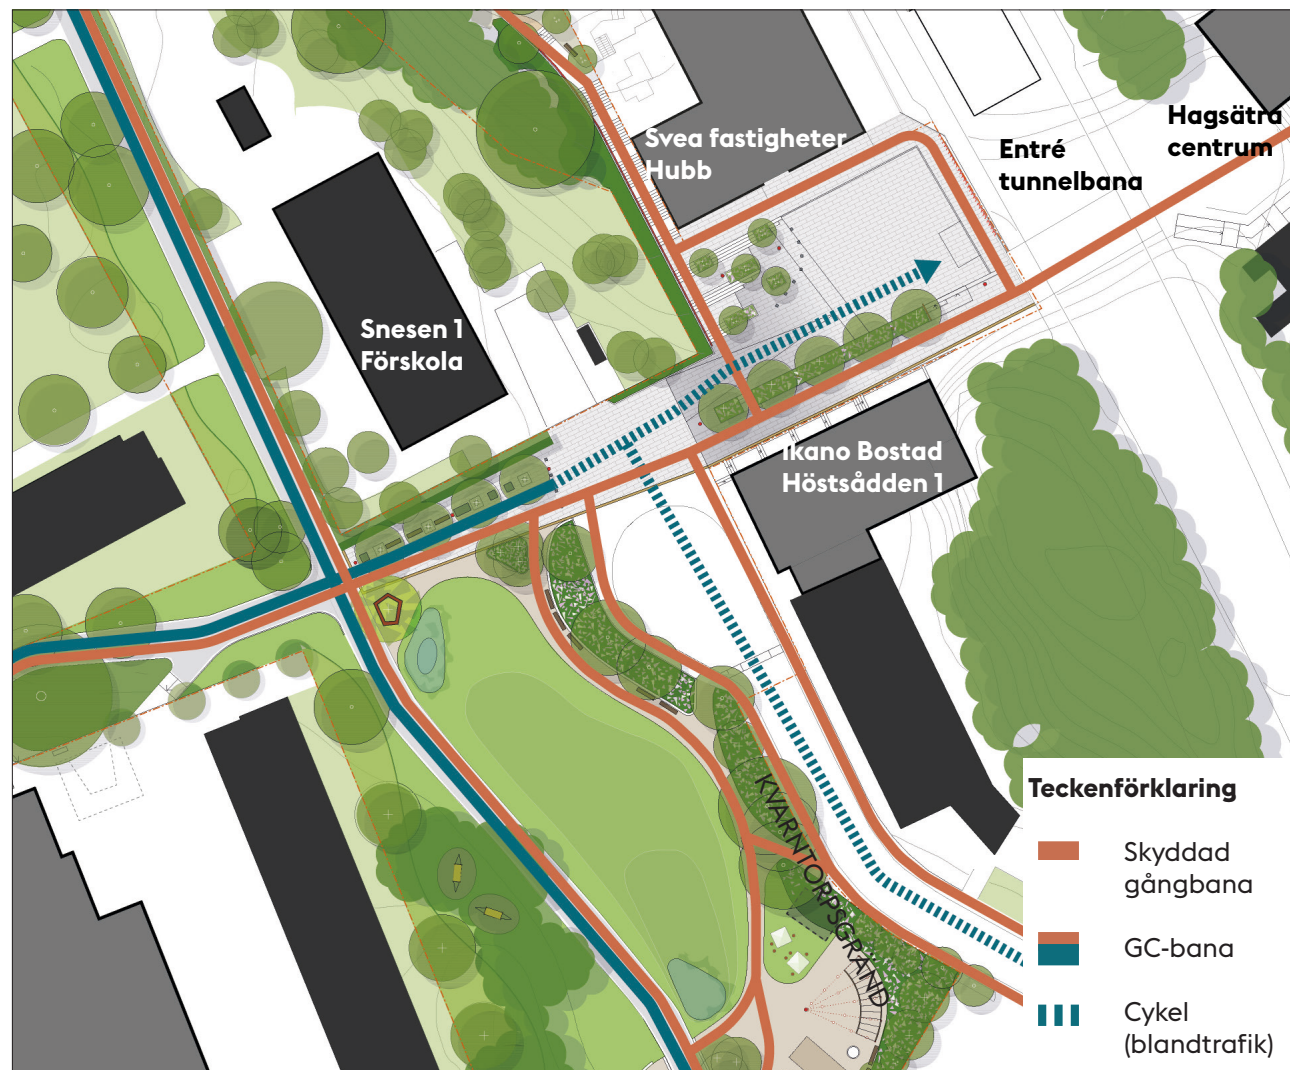 Hagsätra
centrum
Entré
tunnelbana
Svea fastigheter
Hubb
Snesen 1
Förskola
Ikano Bostad
Höstsådden 1
KVARNTORPSGRAND
Teckenförklaring
Skyddad
gångbana
GC-bana
Cykel
(blandtrafik)